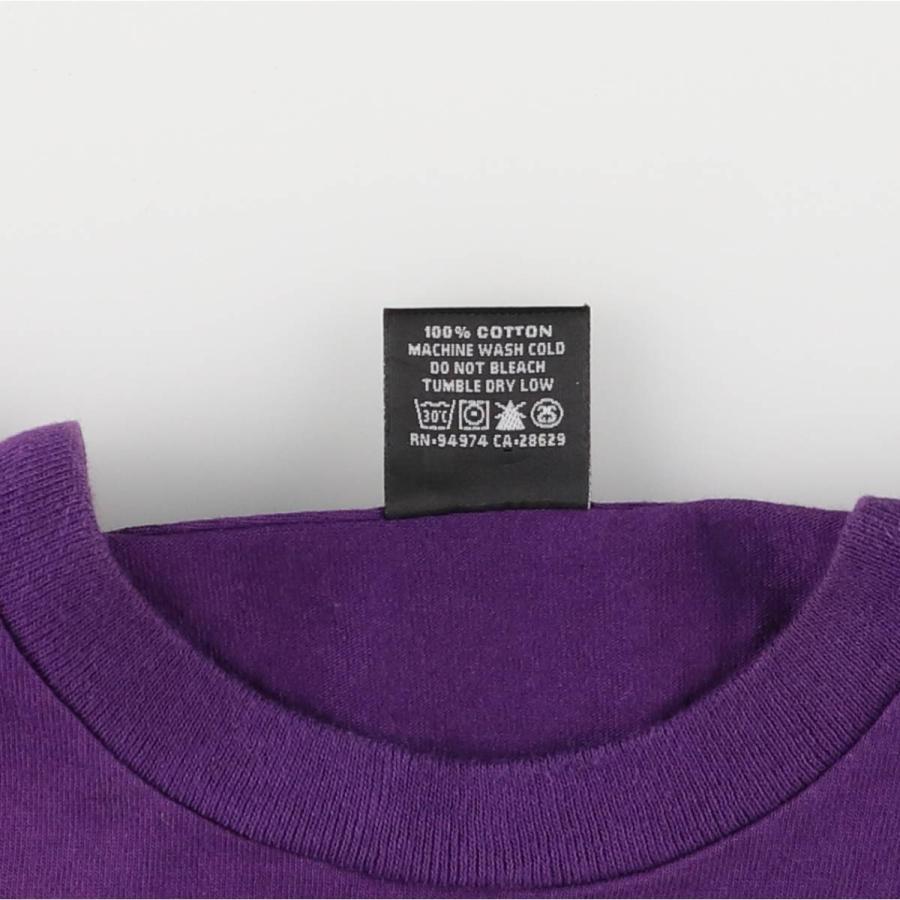 100% COTTON
MACHINE WASH COLD
DO NOT BLEACH
TUMBLE DRY LOW
30°C
RN·94974 CA·28629